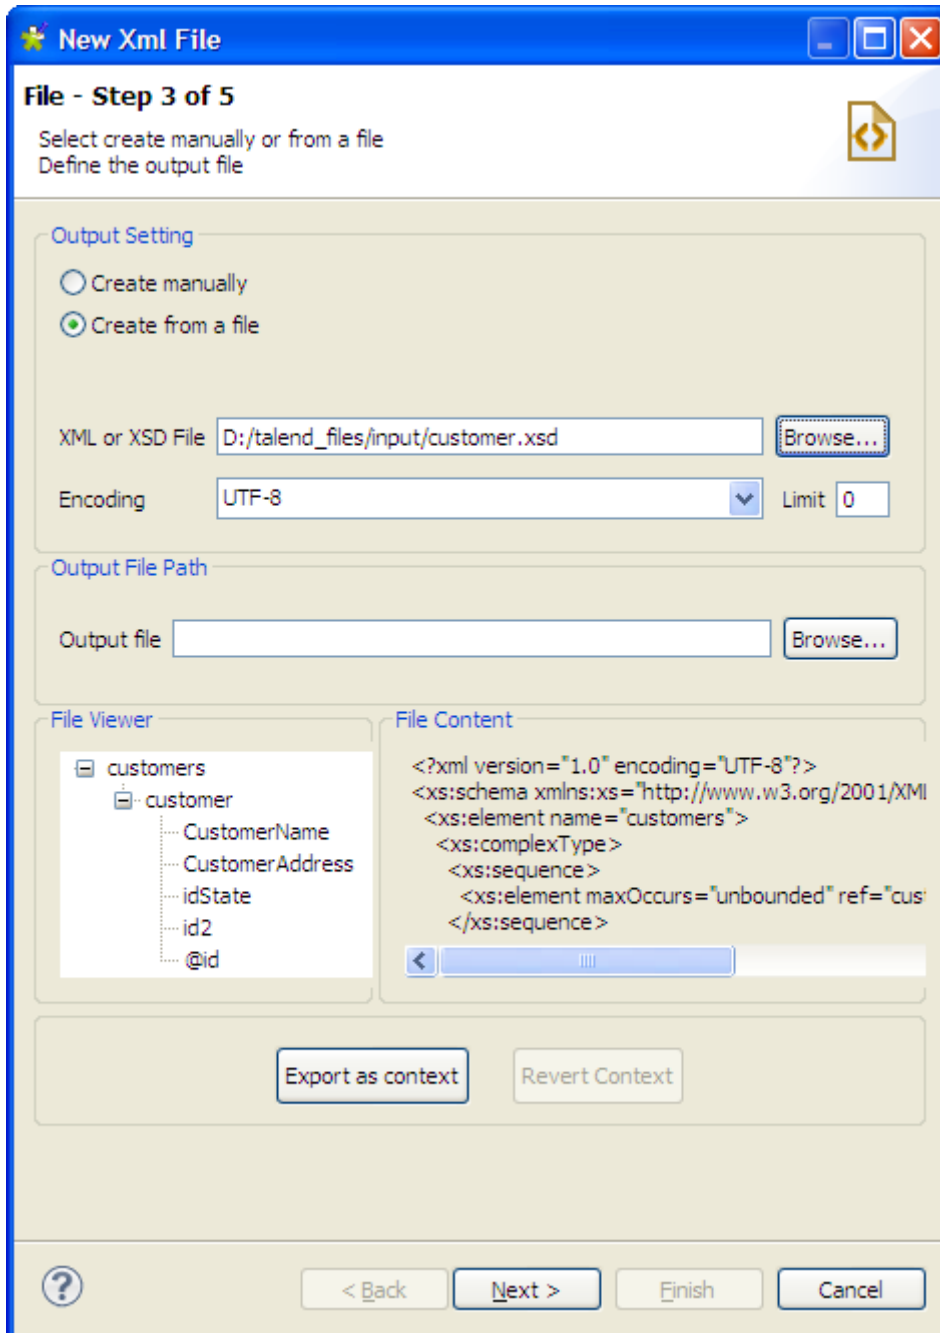 New Xml File
File - Step 3 of 5
Select create manually or from a file
Define the output file
Output Setting
Create manually
Create from a file
XML or XSD File D:/talend_files/input/customer.xsd Browse...
Encoding UTF-8 Limit 0
Output File Path
Output file Browse...
File Viewer
customers
customer
CustomerName
CustomerAddress
idState
id2
@id
File Content
<?xml version="1.0" encoding="UTF-8"?>
<xs:schema xmlns:xs="http://www.w3.org/2001/XML
<xs:element name="customers">
<xs:complexType>
<xs:sequence>
<xs:element maxOccurs="unbounded" ref="cust
</xs:sequence>
Export as context Revert Context
? < Back Next > Finish Cancel